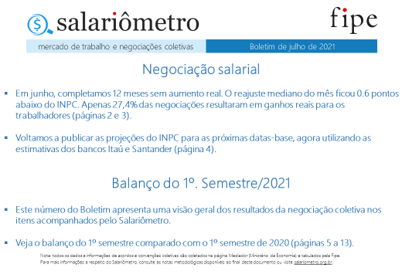 salariômetro
fipe
mercado de trabalho e negociações coletivas
Boletim de julho de 2021
Negociação salarial
▪ Em junho, completamos 12 meses sem aumento real. O reajuste mediano do mês ficou 0.6 pontos
abaixo do INPC. Apenas 27,4% das negociações resultaram em ganhos reais para os
trabalhadores (páginas 2 e 3).
▪ Voltamos a publicar as projeções do INPC para as próximas datas-base, agora utilizando as
estimativas dos bancos Itaú e Santander (página 4).
Balanço do 1º. Semestre/2021
▪ Este número do Boletim apresenta uma visão geral dos resultados da negociação coletiva nos
itens acompanhados pelo Salariômetro.
▪ Veja o balanço do 1º semestre comparado com o 1º semestre de 2020 (páginas 5 a 13).
Nota: todos os dados e informações de acordos e convenções coletivas são coletados na página Mediador (Ministério da Economia) e tabulados pela Fipe.
Para mais informações a respeito do Salariômetro, consulte as notas metodológicas disponíveis ao final deste documento ou visite salariometro.org.br